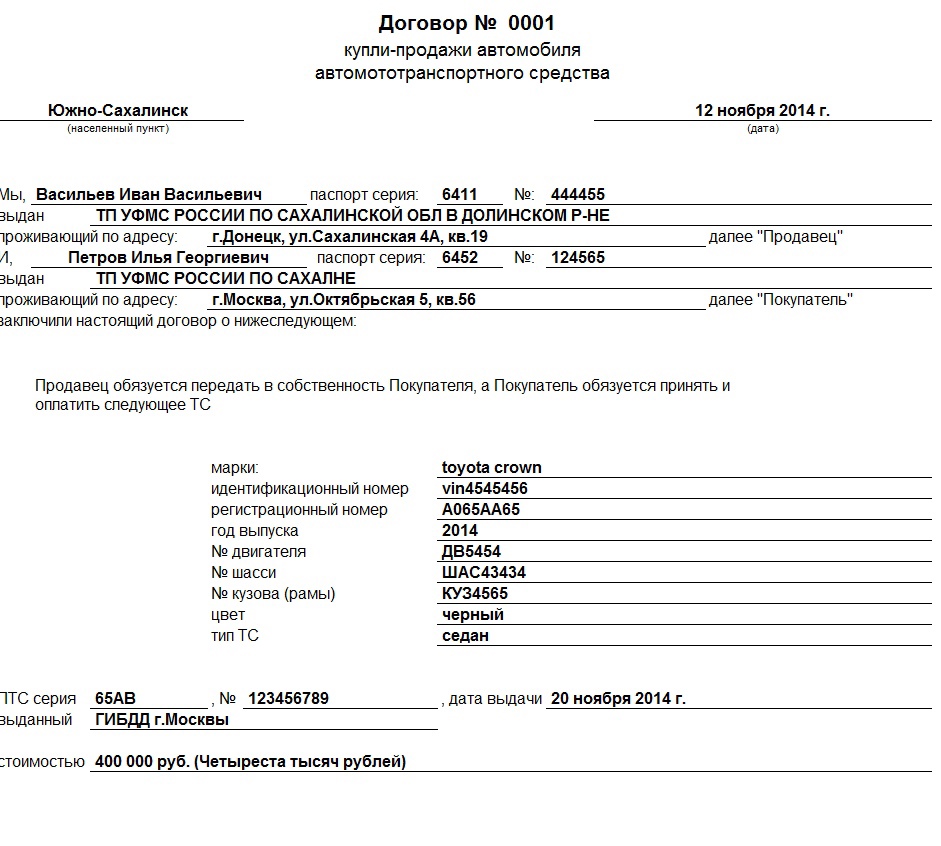 Договор № 0001
купли-продажи автомобиля
автомототранспортного средства
Южно-Сахалинск 12 ноября 2014 г.
(населенный пункт) (дата)
Мы, Васильев Иван Васильевич паспорт серия: 6411 №: 444455
выдан ТП УФМС РОССИИ ПО САХАЛИНСКОЙ ОБЛ В ДОЛИНСКОМ Р-НЕ
проживающий по адресу: г.Донецк, ул.Сахалинская 4А, кв.19 далее "Продавец"
И, Петров Илья Георгиевич паспорт серия: 6452 №: 124565
выдан ТП УФМС РОССИИ ПО САХАЛНЕ
проживающий по адресу: г.Москва, ул.Октябрьская 5, кв.56 далее "Покупатель"
заключили настоящий договор о нижеследующем:
Продавец обязуется передать в собственность Покупателя, а Покупатель обязуется принять и
оплатить следующее ТС
марки: toyota crown
идентификационный номер vin4545456
регистрационный номер А065АА65
год выпуска 2014
№ двигателя ДВ5454
№ шасси ШАС43434
№ кузова (рамы) КУЗ4565
цвет черный
тип ТС седан
ПТС серия 65АВ , № 123456789 , дата выдачи 20 ноября 2014 г.
выданный ГИБДД г.Москвы
стоимостью 400 000 руб. (Четыреста тысяч рублей)